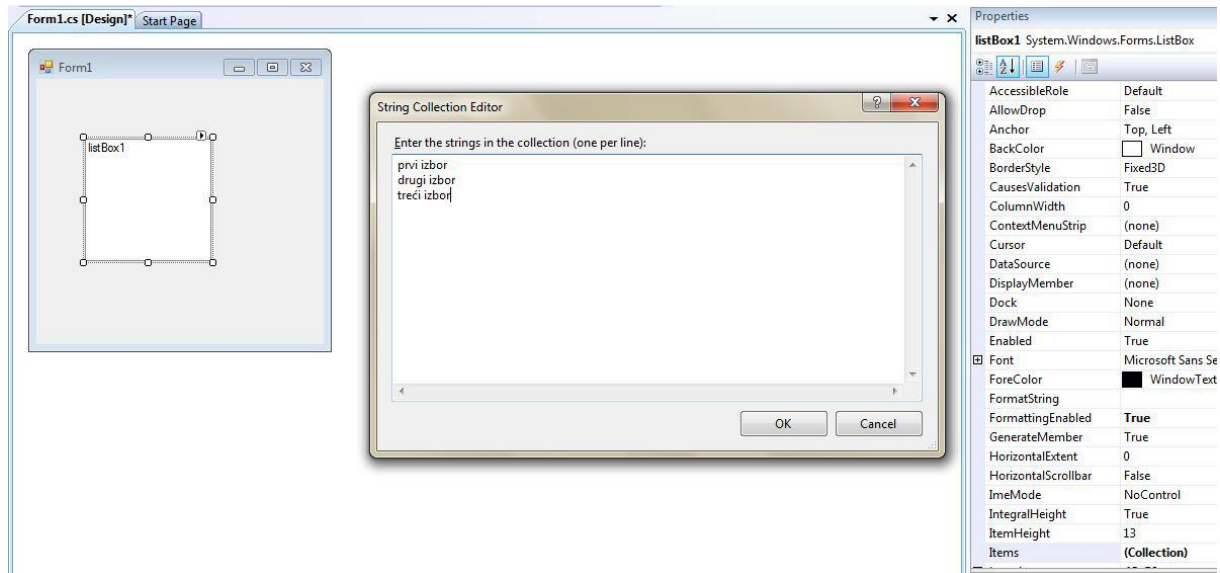 Form1.cs [Design]* Start Page
Form1
listBox1
String Collection Editor
Enter the strings in the collection (one per line):
prvi izbor
drugi izbor
treći izbor
OK Cancel
Properties
listBox1 System.Windows.Forms.ListBox
AccessibleRole Default
AllowDrop False
Anchor Top, Left
BackColor Window
BorderStyle Fixed3D
CausesValidation True
ColumnWidth 0
ContextMenuStrip (none)
Cursor Default
DataSource (none)
DisplayMember (none)
Dock None
DrawMode Normal
Enabled True
Font Microsoft Sans Se
ForeColor WindowText
FormatString
FormattingEnabled True
GenerateMember True
HorizontalExtent 0
HorizontalScrollbar False
ImeMode NoControl
IntegralHeight True
ItemHeight 13
Items (Collection)